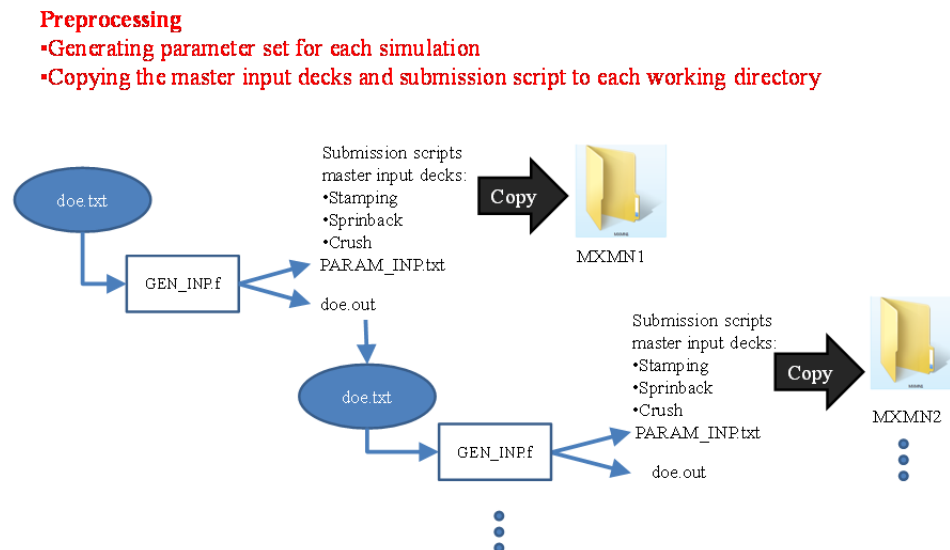 Preprocessing
▪Generating parameter set for each simulation
▪Copying the master input decks and submission script to each working directory
Submission scripts
master input decks:
•Stamping
•Sprinback
•Crush
PARAM_INP.txt
doe.txt
Copy
MXMN1
GEN_INP.f
doe.out
Submission scripts
master input decks:
•Stamping
•Sprinback
•Crush
PARAM_INP.txt
doe.txt
Copy
MXMN2
GEN_INP.f
doe.out